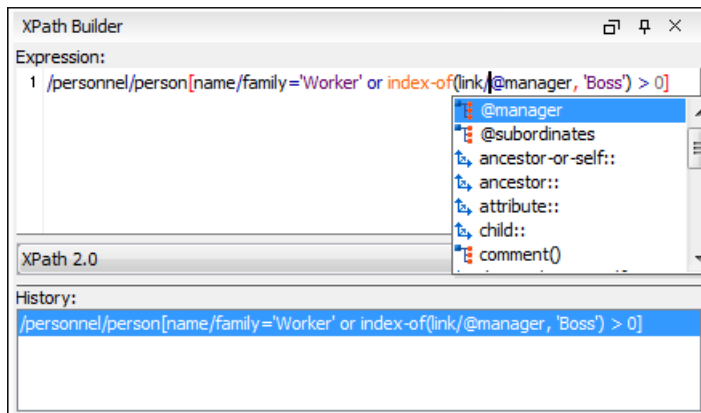 XPath Builder
Expression:
1 /personnel/person[name/family='Worker' or index-of(link/@manager, 'Boss') > 0]
@manager
@subordinates
ancestor-or-self::
ancestor::
attribute::
child::
comment()
XPath 2.0
History:
/personnel/person[name/family='Worker' or index-of(link/@manager, 'Boss') > 0]